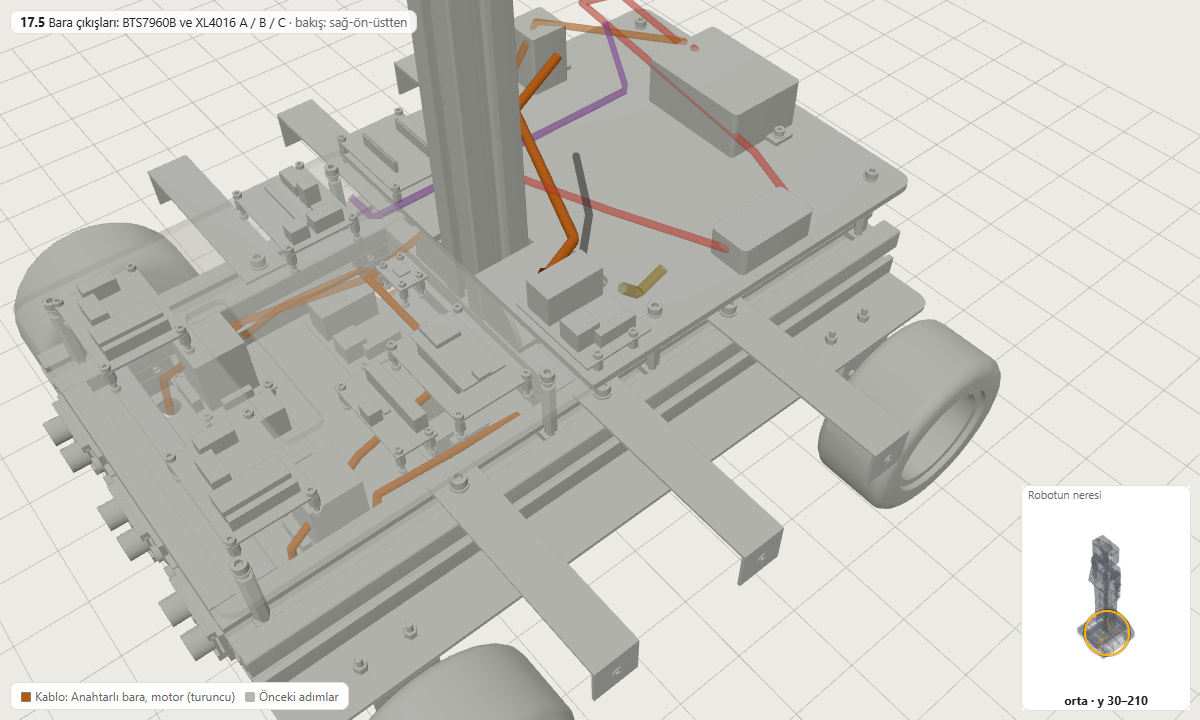 17.5 Bara çıkışları: BTS7960B ve XL4016 A / B / C · bakış: sağ-ön-üstten
Robotun neresi
orta · y 30–210
Kablo: Anahtarlı bara, motor (turuncu) Önceki adımlar